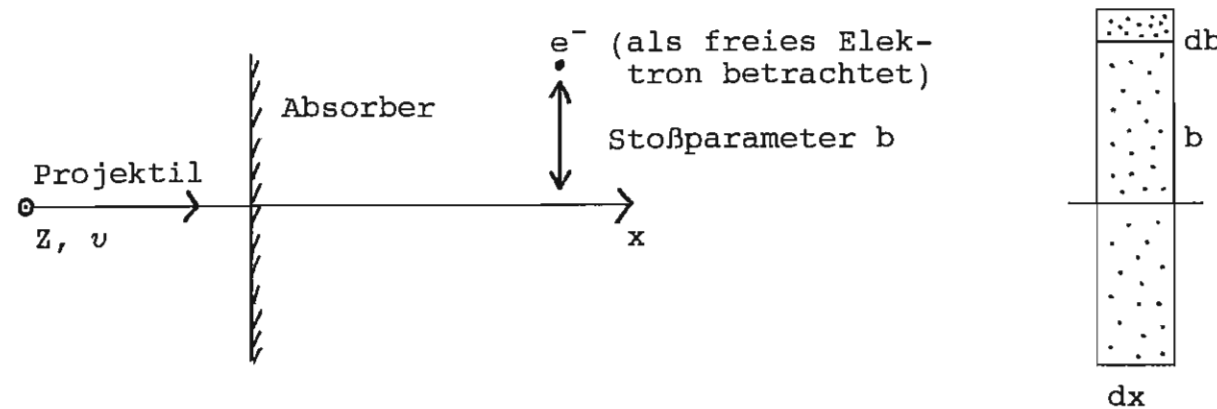 e⁻ (als freies Elek-
tron betrachtet)
Absorber
Stoßparameter b
Projektil
Z, v
x
db
b
dx